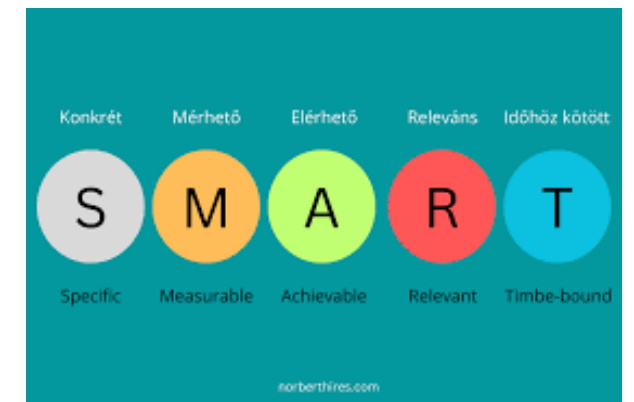 Konkrét Mérhető Elérhető Releváns Időhöz kötött
S M A R T
Specific Measurable Achievable Relevant Timbe-bound
norberthires.com